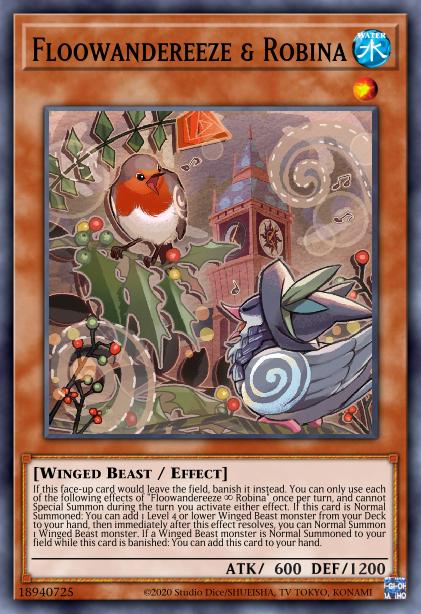 FLOOWANDEREEZE & ROBINA
WATER
水
[WINGED BEAST / EFFECT]
If this face-up card would leave the field, banish it instead. You can only use each
of the following effects of "Floowandereeze ∞ Robina" once per turn, and cannot
Special Summon during the turn you activate either effect. If this card is Normal
Summoned: You can add 1 Level 4 or lower Winged Beast monster from your Deck
to your hand, then immediately after this effect resolves, you can Normal Summon
1 Winged Beast monster. If a Winged Beast monster is Normal Summoned to your
field while this card is banished: You can add this card to your hand.
ATK/ 600 DEF/1200
18940725 ©2020 Studio Dice/SHUEISHA, TV TOKYO, KONAMI